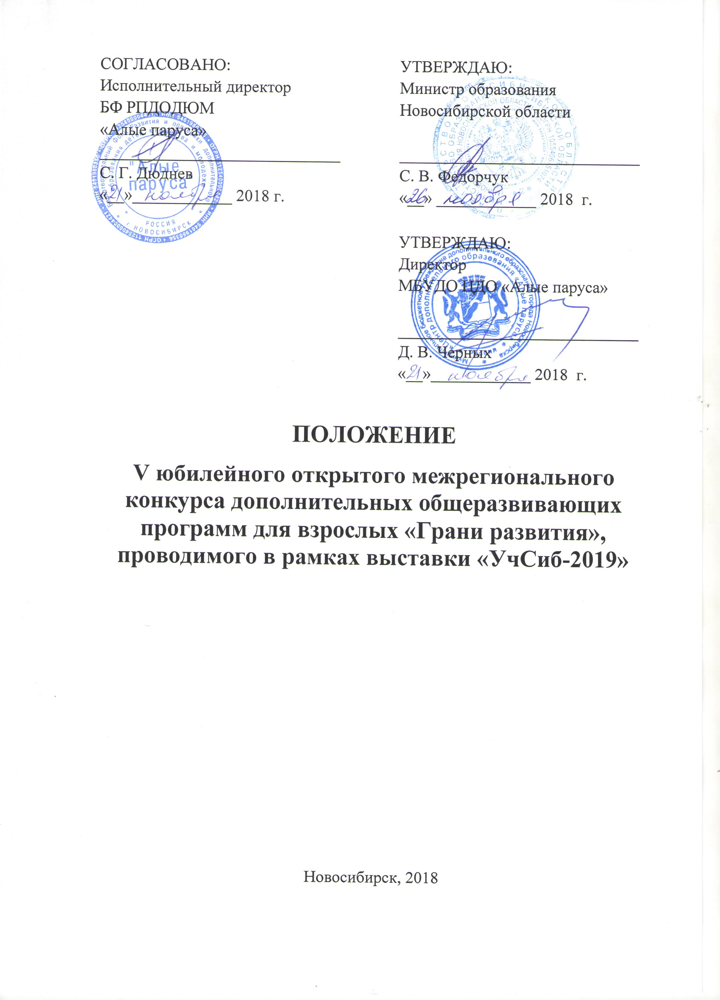 СОГЛАСОВАНО:
Исполнительный директор
БФ РПДОДЮМ
«Алые паруса»
С. Г. Дюднев
«21» ноября 2018 г.
"Алые
паруса"
РОССИЯ
г. НОВОСИБИРСК
УТВЕРЖДАЮ:
Министр образования
Новосибирской области
С. В. Федорчук
«26» ноября 2018 г.
УТВЕРЖДАЮ:
Директор
МБУДО ЦДО «Алые паруса»
Д. В. Черных
«21» ноября 2018 г.
ПОЛОЖЕНИЕ
V юбилейного открытого межрегионального
конкурса дополнительных общеразвивающих
программ для взрослых «Грани развития»,
проводимого в рамках выставки «УчСиб-2019»
Новосибирск, 2018